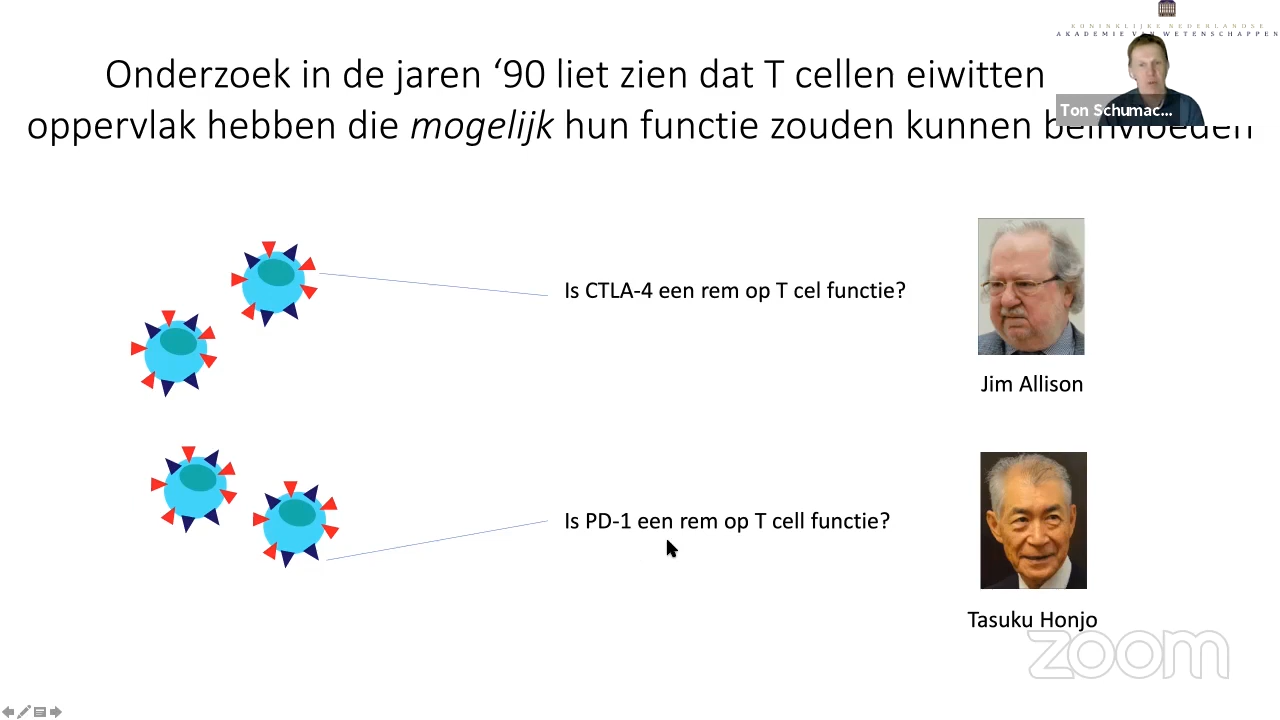 KONINKLIJKE NEDERLANDSE
AKADEMIE VAN WETENSCHAPPEN
Onderzoek in de jaren ‘90 liet zien dat T cellen eiwitten
oppervlak hebben die mogelijk hun functie zouden kunnen beïnvloeden
Ton Schumac...
Is CTLA-4 een rem op T cel functie?
Jim Allison
Is PD-1 een rem op T cell functie?
Tasuku Honjo
zoom